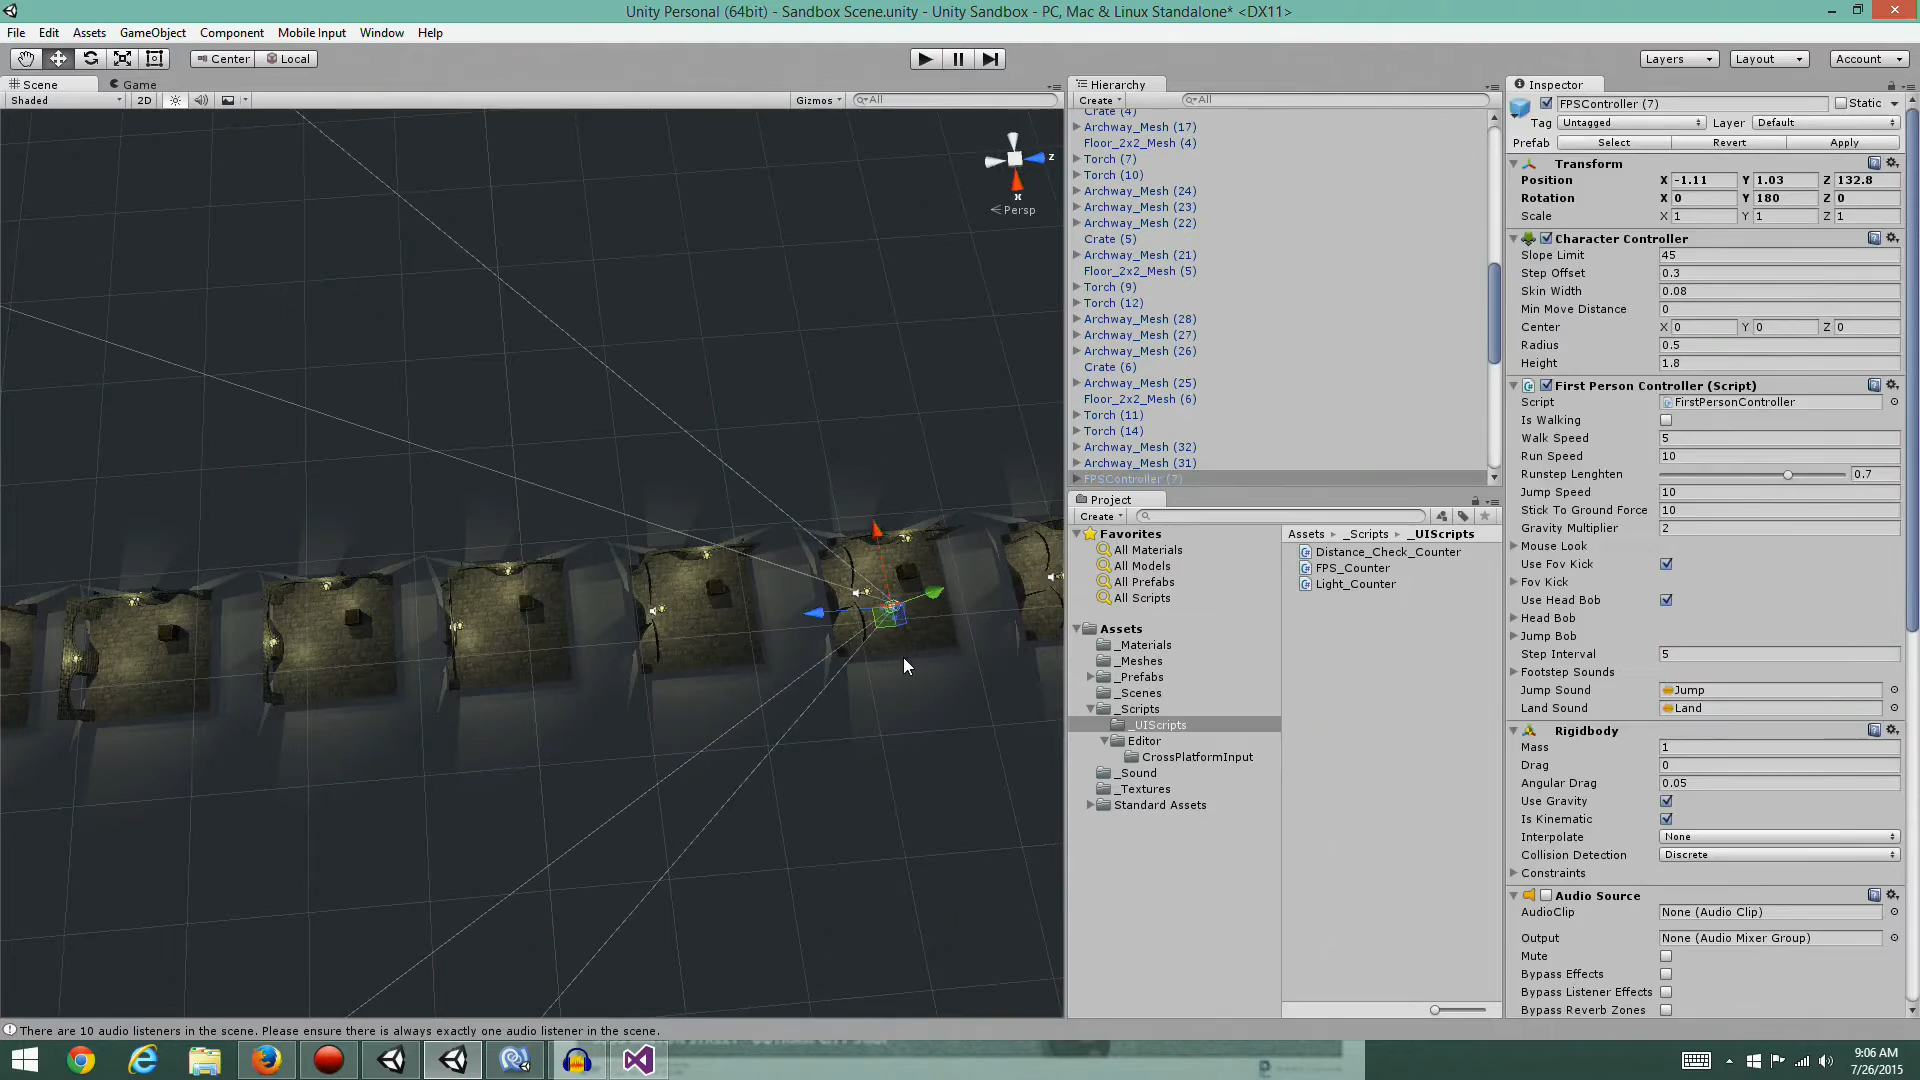 Unity Personal (64bit) - Sandbox Scene.unity - Unity Sandbox - PC, Mac & Linux Standalone* <DX11>
File Edit Assets GameObject Component Mobile Input Window Help
Center Local Layers Layout Account
Scene Game
Shaded 2D Gizmos All
z
x
Persp
Hierarchy
Create All
Crate (4)
Archway_Mesh (17)
Floor_2x2_Mesh (4)
Torch (7)
Torch (10)
Archway_Mesh (24)
Archway_Mesh (23)
Archway_Mesh (22)
Crate (5)
Archway_Mesh (21)
Floor_2x2_Mesh (5)
Torch (9)
Torch (12)
Archway_Mesh (28)
Archway_Mesh (27)
Archway_Mesh (26)
Crate (6)
Archway_Mesh (25)
Floor_2x2_Mesh (6)
Torch (11)
Torch (14)
Archway_Mesh (32)
Archway_Mesh (31)
FPSController (7)
Project
Create
Favorites
All Materials
All Models
All Prefabs
All Scripts
Assets
_Materials
_Meshes
_Prefabs
_Scenes
_Scripts
_UIScripts
Editor
CrossPlatformInput
_Sound
_Textures
Standard Assets
Assets _Scripts _UIScripts
Distance_Check_Counter
FPS_Counter
Light_Counter
Inspector
FPSController (7) Static
Tag Untagged Layer Default
Prefab Select Revert Apply
Transform
Position X -1.11 Y 1.03 Z 132.8
Rotation X 0 Y 180 Z 0
Scale X 1 Y 1 Z 1
Character Controller
Slope Limit 45
Step Offset 0.3
Skin Width 0.08
Min Move Distance 0
Center X 0 Y 0 Z 0
Radius 0.5
Height 1.8
First Person Controller (Script)
Script FirstPersonController
Is Walking
Walk Speed 5
Run Speed 10
Runstep Lenghten 0.7
Jump Speed 10
Stick To Ground Force 10
Gravity Multiplier 2
Mouse Look
Use Fov Kick
Fov Kick
Use Head Bob
Head Bob
Jump Bob
Step Interval 5
Footstep Sounds
Jump Sound Jump
Land Sound Land
Rigidbody
Mass 1
Drag 0
Angular Drag 0.05
Use Gravity
Is Kinematic
Interpolate None
Collision Detection Discrete
Constraints
Audio Source
AudioClip None (Audio Clip)
Output None (Audio Mixer Group)
Mute
Bypass Effects
Bypass Listener Effects
Bypass Reverb Zones
There are 10 audio listeners in the scene. Please ensure there is always exactly one audio listener in the scene.
9:06 AM
7/26/2015